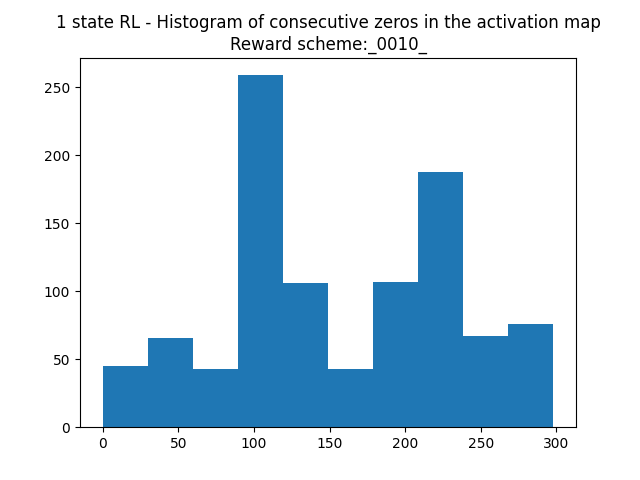 1 state RL - Histogram of consecutive zeros in the activation map
Reward scheme:_0010_
250
200
150
100
50
0
0 50 100 150 200 250 300